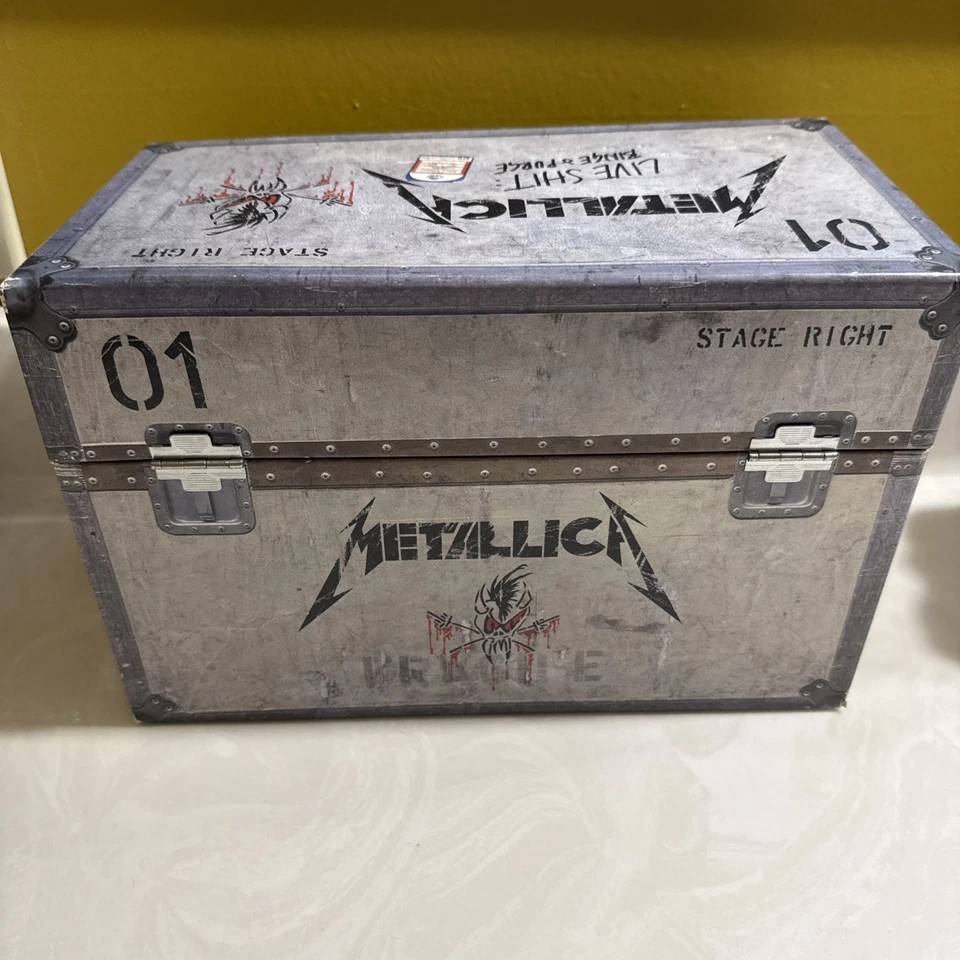 LIVE SHIT
BINGE & PURGE
METALLICA
01
STAGE RIGHT
01
STAGE RIGHT
METALLICA